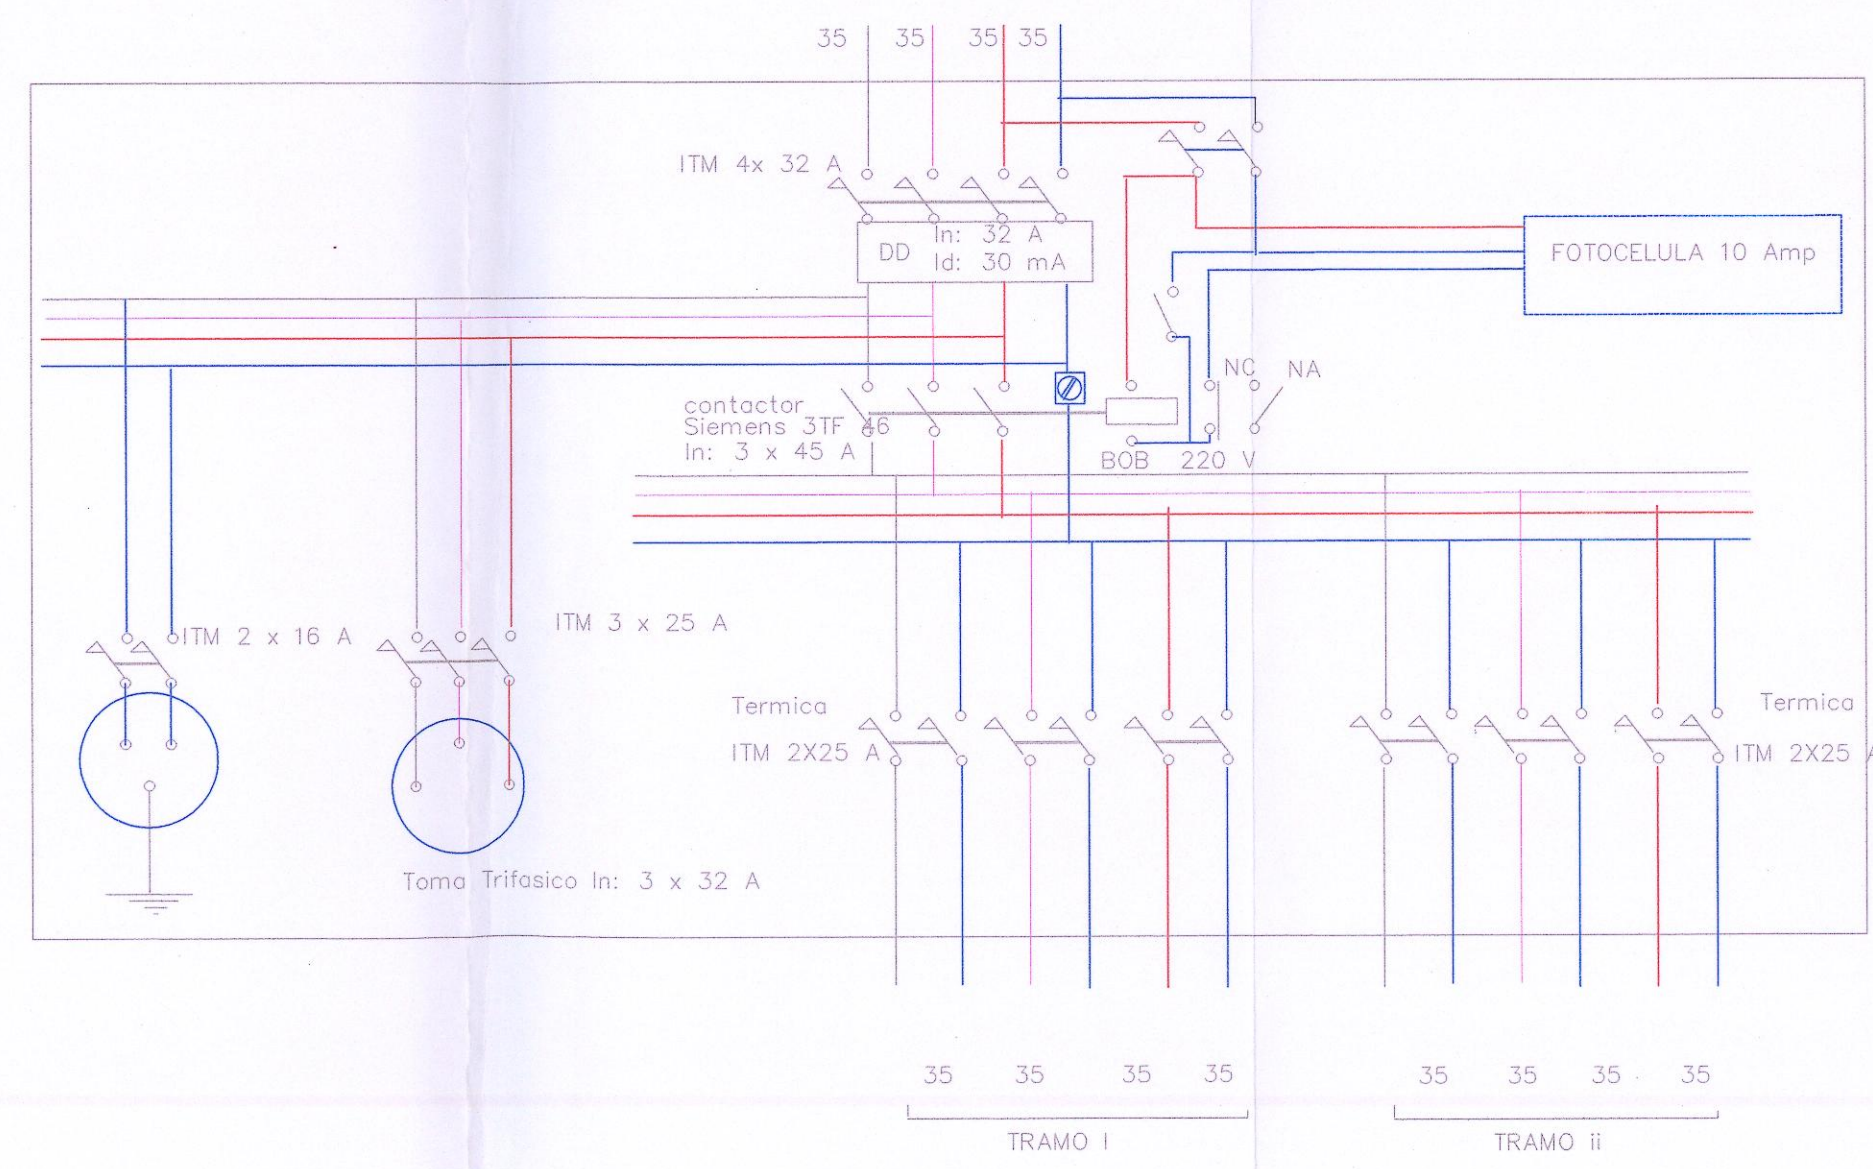 35 35 35 35
ITM 4x 32 A
DD
In: 32 A
Id: 30 mA
FOTOCELULA 10 Amp
NC NA
contactor
Siemens 3TF 46
In: 3 x 45 A
BOB 220 V
ITM 2 x 16 A
ITM 3 x 25 A
Termica
ITM 2X25 A
Termica
ITM 2X25 A
Toma Trifasico In: 3 x 32 A
35 35 35 35
35 35 35 35
TRAMO I
TRAMO ii